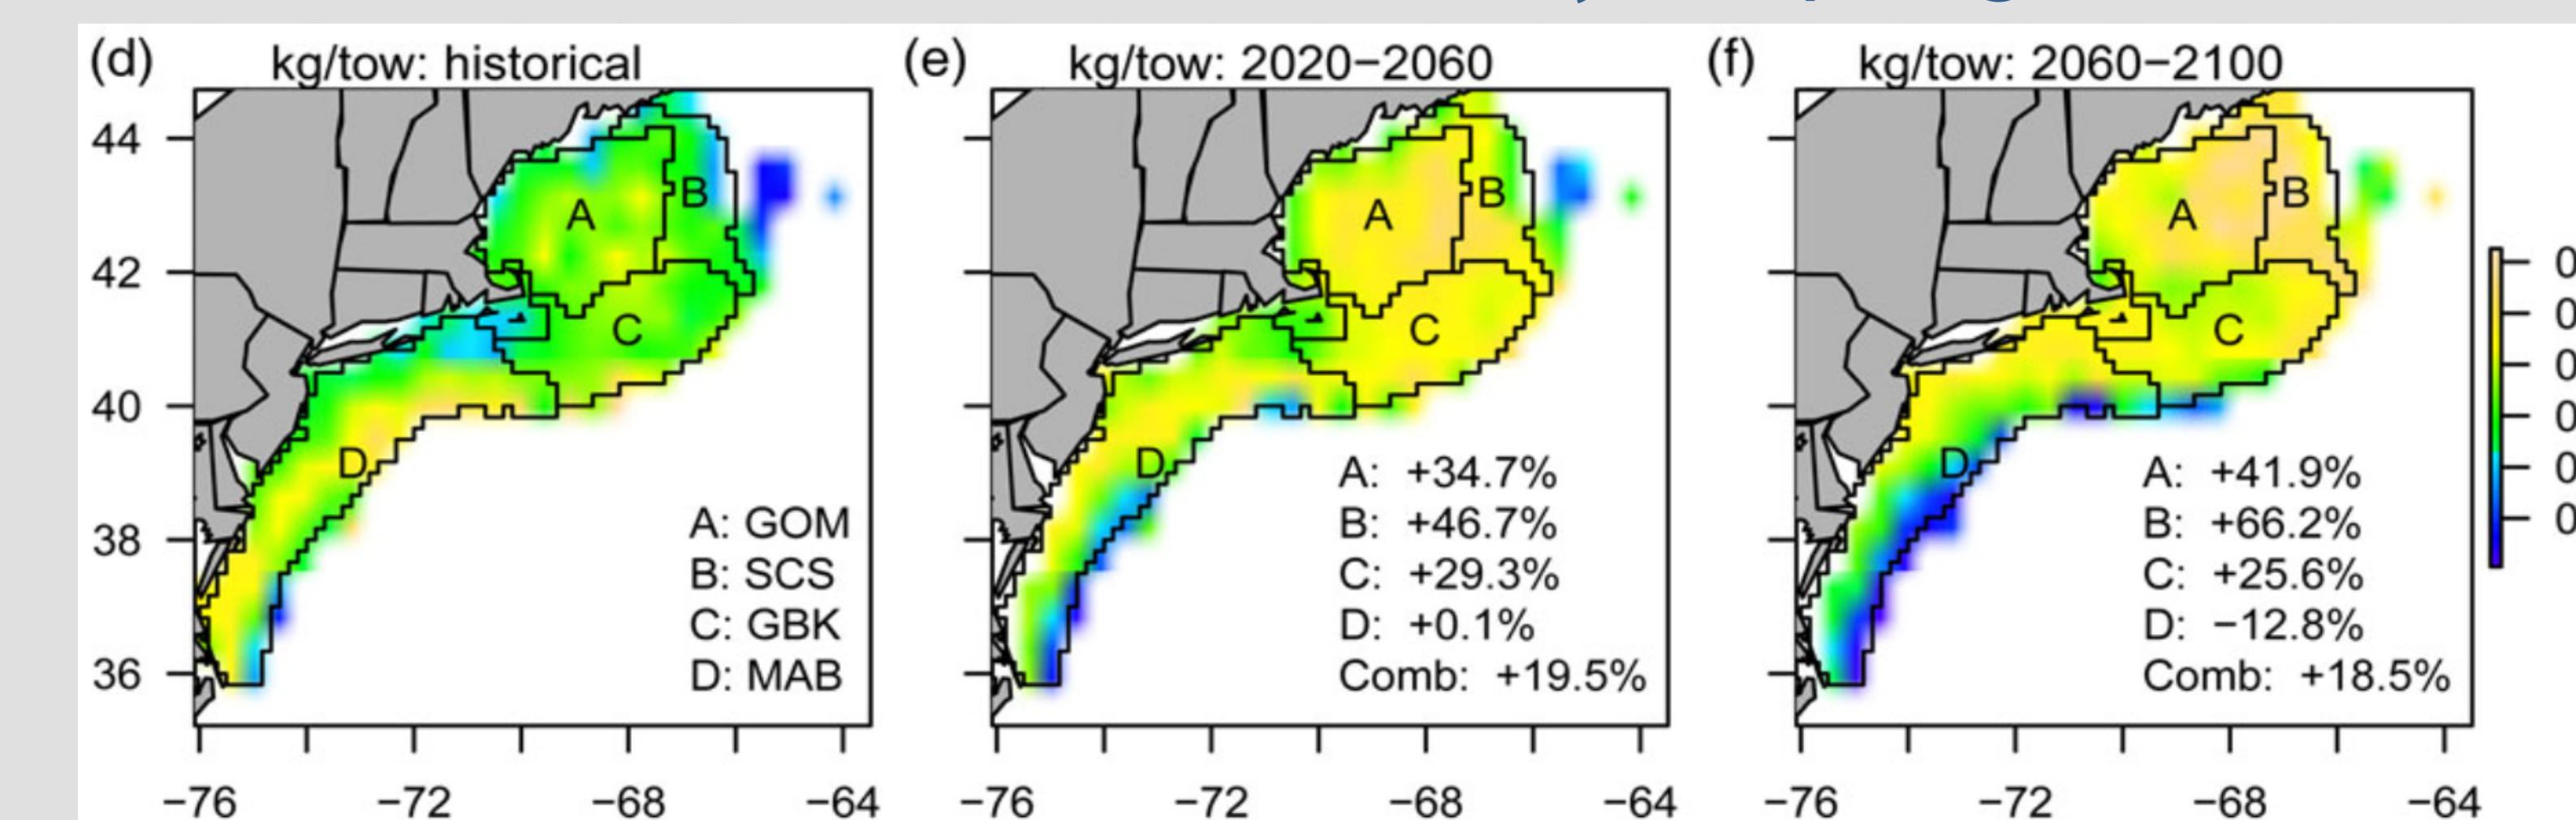 (d) kg/tow: historical
44
42
40
38
36
A
B
C
D
A: GOM
B: SCS
C: GBK
D: MAB
−76 −72 −68 −64
(e) kg/tow: 2020−2060
A
B
C
D
A: +34.7%
B: +46.7%
C: +29.3%
D: +0.1%
Comb: +19.5%
−76 −72 −68 −64
(f) kg/tow: 2060−2100
A
B
C
D
A: +41.9%
B: +66.2%
C: +25.6%
D: −12.8%
Comb: +18.5%
−76 −72 −68 −64